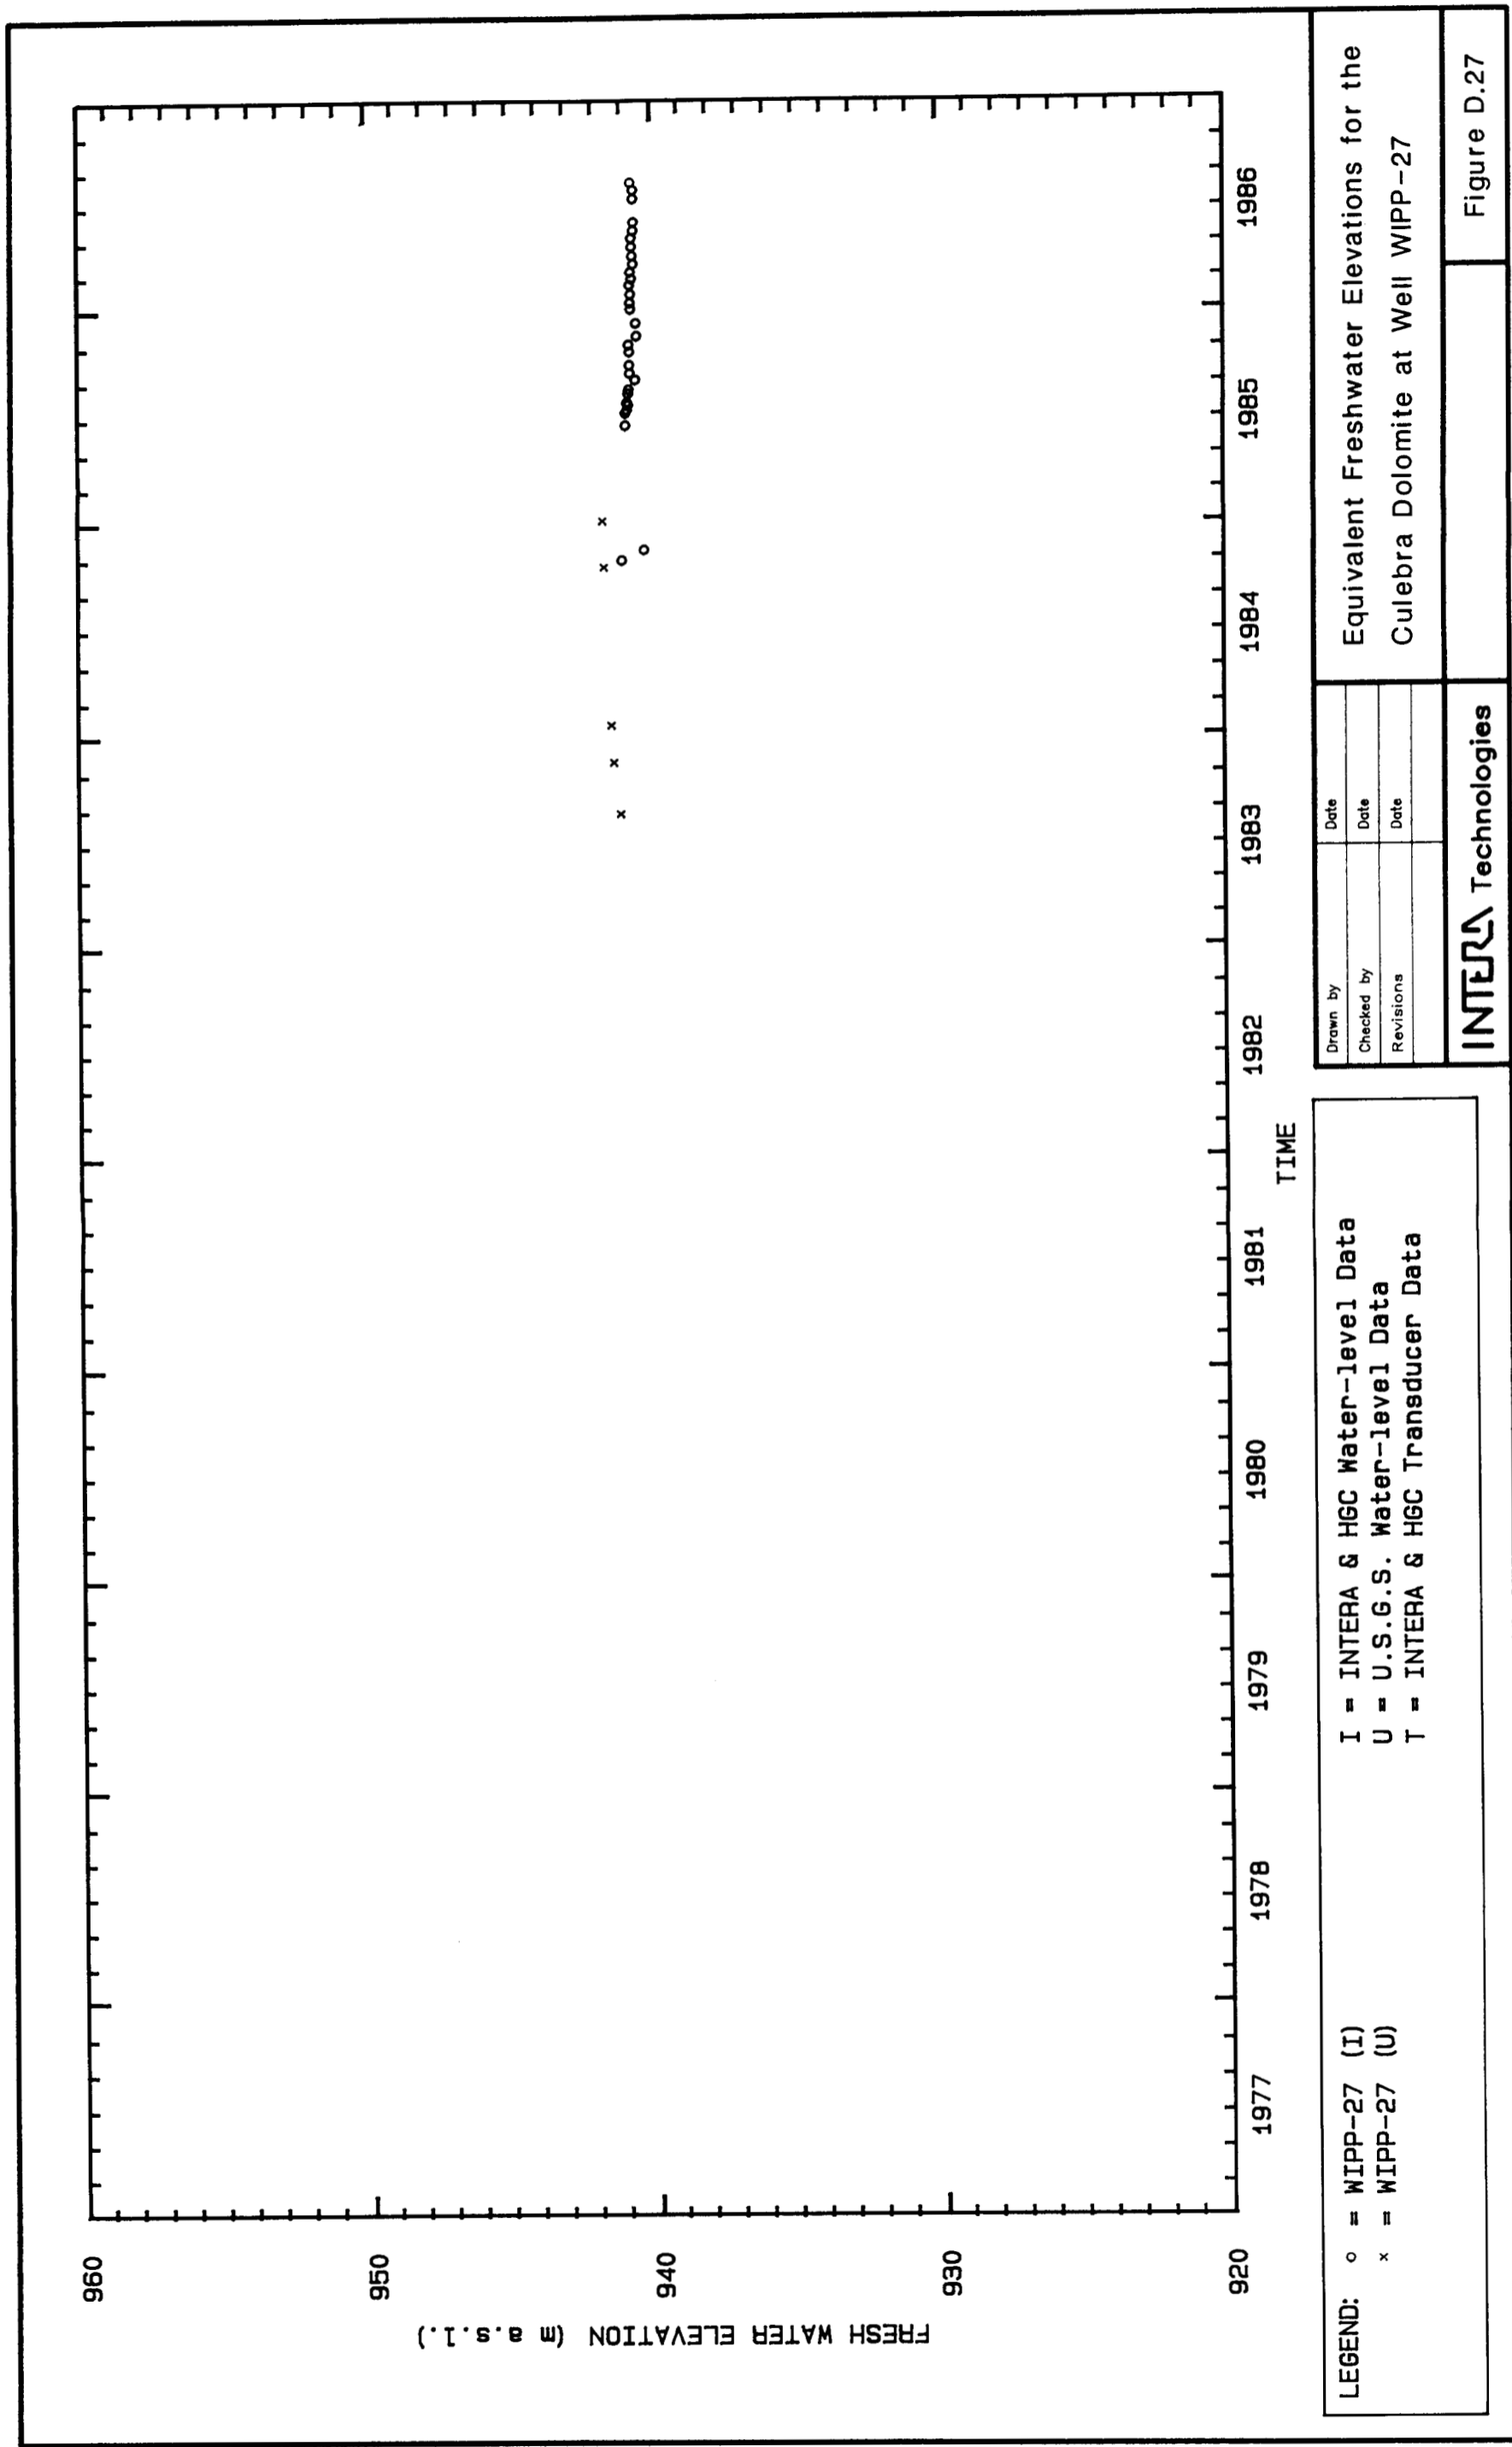 960
950
940
930
920
FRESH WATER ELEVATION (m a.s.l.)
1977
1978
1979
1980
1981
1982
1983
1984
1985
1986
TIME
LEGEND:
o = WIPP-27 (I)
x = WIPP-27 (U)
I = INTERA & HGC Water-level Data
U = U.S.G.S. Water-level Data
T = INTERA & HGC Transducer Data
Drawn by
Date
Checked by
Date
Revisions
Date
INTERA Technologies
Equivalent Freshwater Elevations for the
Culebra Dolomite at Well WIPP-27
Figure D.27